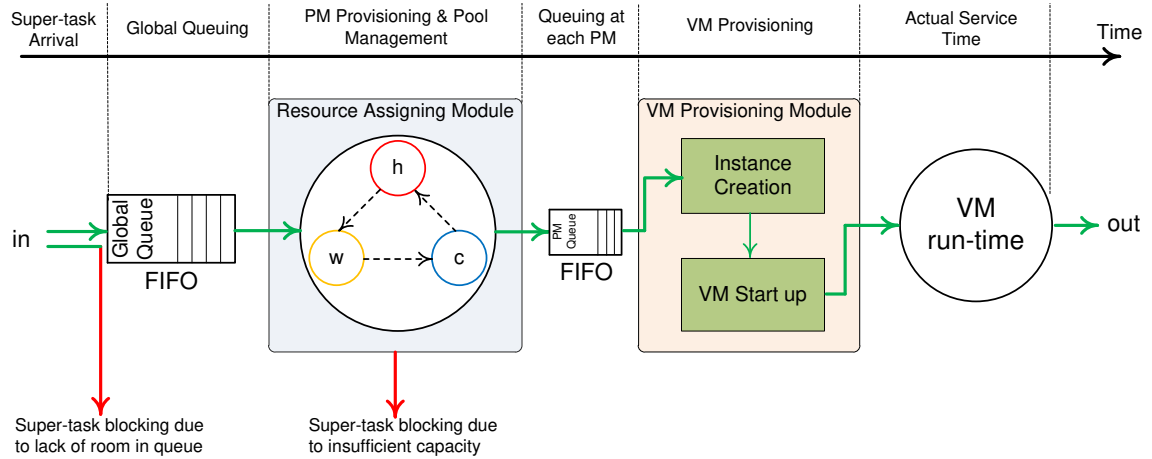 Super-task
Arrival
Global Queuing
PM Provisioning & Pool
Management
Queuing at
each PM
VM Provisioning
Actual Service
Time
Time
Resource Assigning Module
VM Provisioning Module
h
w
c
Instance
Creation
VM Start up
in
Global
Queue
FIFO
PM
Queue
FIFO
VM
run-time
out
Super-task blocking due
to lack of room in queue
Super-task blocking due
to insufficient capacity